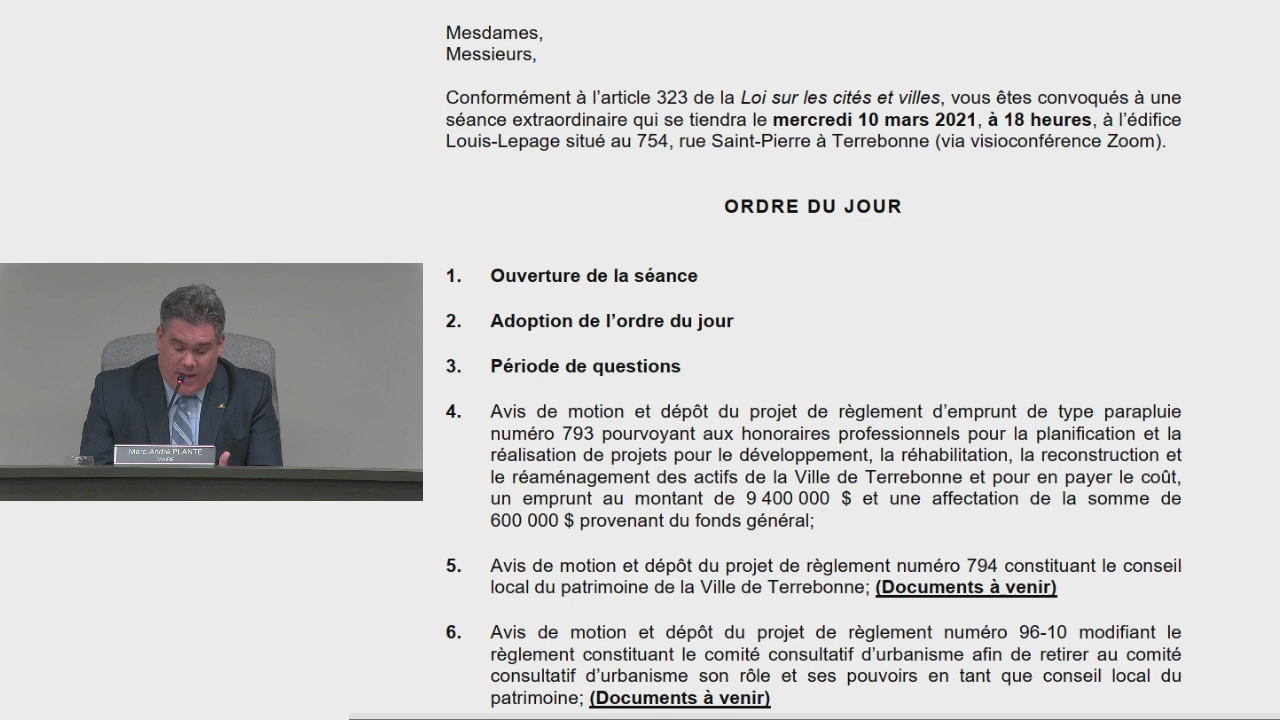 Mesdames,
Messieurs,
Conformément à l’article 323 de la Loi sur les cités et villes, vous êtes convoqués à une
séance extraordinaire qui se tiendra le mercredi 10 mars 2021, à 18 heures, à l’édifice
Louis-Lepage situé au 754, rue Saint-Pierre à Terrebonne (via visioconférence Zoom).
ORDRE DU JOUR
1. Ouverture de la séance
2. Adoption de l’ordre du jour
3. Période de questions
4. Avis de motion et dépôt du projet de règlement d’emprunt de type parapluie
numéro 793 pourvoyant aux honoraires professionnels pour la planification et la
réalisation de projets pour le développement, la réhabilitation, la reconstruction et
le réaménagement des actifs de la Ville de Terrebonne et pour en payer le coût,
un emprunt au montant de 9 400 000 $ et une affectation de la somme de
600 000 $ provenant du fonds général;
5. Avis de motion et dépôt du projet de règlement numéro 794 constituant le conseil
local du patrimoine de la Ville de Terrebonne; (Documents à venir)
6. Avis de motion et dépôt du projet de règlement numéro 96-10 modifiant le
règlement constituant le comité consultatif d’urbanisme afin de retirer au comité
consultatif d’urbanisme son rôle et ses pouvoirs en tant que conseil local du
patrimoine; (Documents à venir)
Marc-André PLANTE
MAIRE